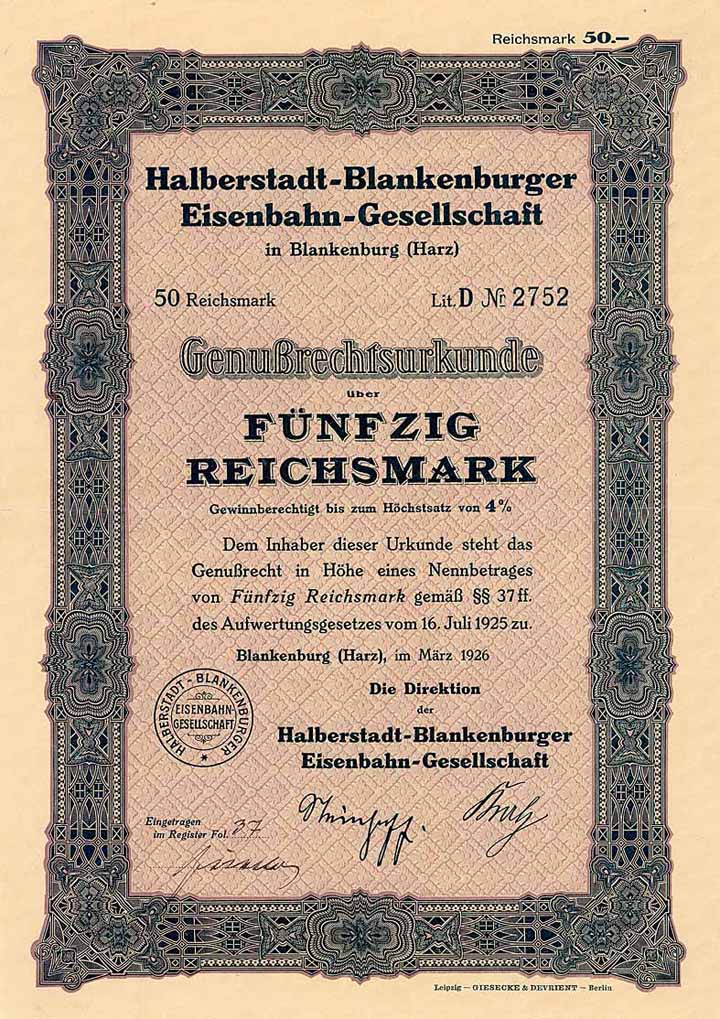 Reichsmark 50.—
Halberstadt-Blankenburger
Eisenbahn-Gesellschaft
in Blankenburg (Harz)
50 Reichsmark Lit. D Nr. 2752
Genußrechtsurkunde
über
FÜNFZIG
REICHSMARK
Gewinnberechtigt bis zum Höchstsatz von 4%
Dem Inhaber dieser Urkunde steht das
Genußrecht in Höhe eines Nennbetrages
von Fünfzig Reichsmark gemäß §§ 37 ff.
des Aufwertungsgesetzes vom 16. Juli 1925 zu.
Blankenburg (Harz), im März 1926
Die Direktion
der
Halberstadt-Blankenburger
Eisenbahn-Gesellschaft
HALBERSTADT-BLANKENBURGER
EISENBAHN-
GESELLSCHAFT
Steinhoff.
Eingetragen
im Register Fol. 37
Leipzig — GIESECKE & DEVRIENT — Berlin